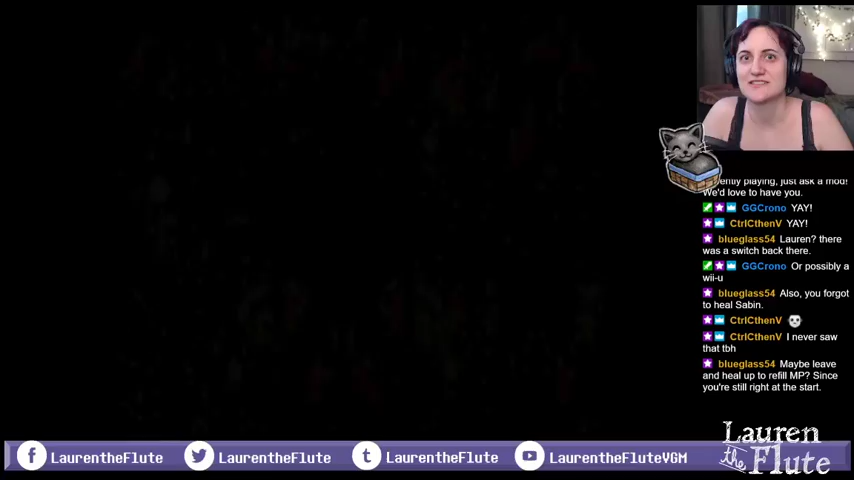 ently playing, just ask a mod!
We'd love to have you.
GGCrono YAY!
CtrlCthenV YAY!
blueglass54 Lauren? there
was a switch back there.
GGCrono Or possibly a
wii-u
blueglass54 Also, you forgot
to heal Sabin.
CtrlCthenV
CtrlCthenV I never saw
that tbh
blueglass54 Maybe leave
and heal up to refill MP? Since
you're still right at the start.
LaurentheFlute LaurentheFlute LaurentheFlute LaurentheFluteVGM
Lauren
the Flute